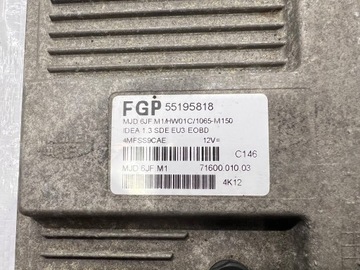 FGP 55195818
MJD 6JF M1/HW01C/1065-M150
IDEA 1.3 SDE EU3 EOBD
4MFSS9CAE 12V=
C146
MJD 6JF M1 71600.010.03
4K12